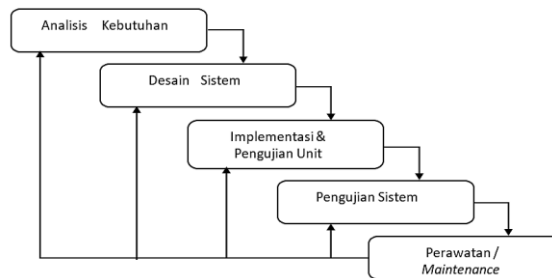 Analisis Kebutuhan
Desain Sistem
Implementasi &
Pengujian Unit
Pengujian Sistem
Perawatan /
Maintenance